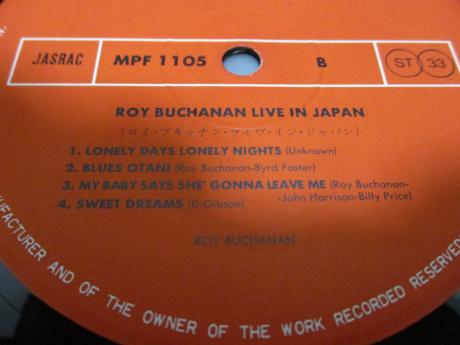 JASRAC
MPF 1105
B
ST 33
ROY BUCHANAN LIVE IN JAPAN
(ロイ・ブキャナン・ライヴ・イン・ジャパン)
1. LONELY DAYS LONELY NIGHTS (Unknown)
2. BLUES OTANI (Roy Buchanan-Byrd Foster)
3. MY BABY SAYS SHE' GONNA LEAVE ME (Roy Buchanan-
-John Harrison-Billy Price)
4. SWEET DREAMS (D.Gibson)
ROY BUCHANAN
UFACTURER AND OF THE OWNER OF THE WORK RECORDED RESERVED